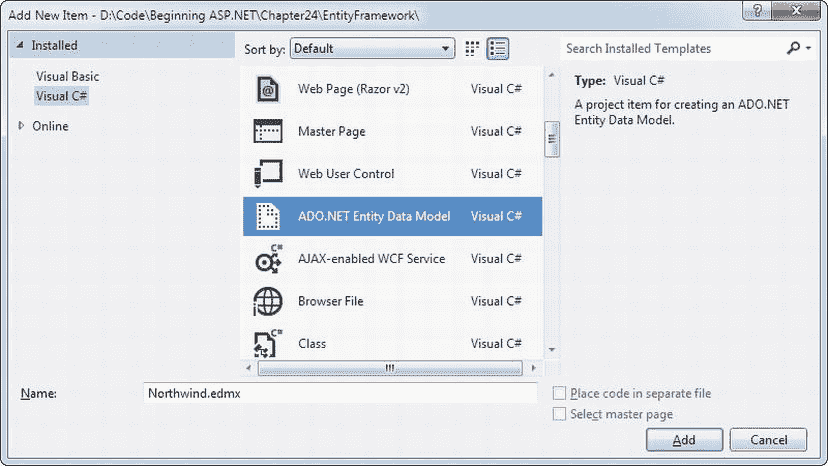 Add New Item - D:\Code\Beginning ASP.NET\Chapter24\EntityFramework\
Installed
Visual Basic
Visual C#
Online
Sort by: Default
Search Installed Templates
Web Page (Razor v2) Visual C#
Master Page Visual C#
Web User Control Visual C#
ADO.NET Entity Data Model Visual C#
AJAX-enabled WCF Service Visual C#
Browser File Visual C#
Class Visual C#
Type: Visual C#
A project item for creating an ADO.NET
Entity Data Model.
Name: Northwind.edmx
Place code in separate file
Select master page
Add Cancel